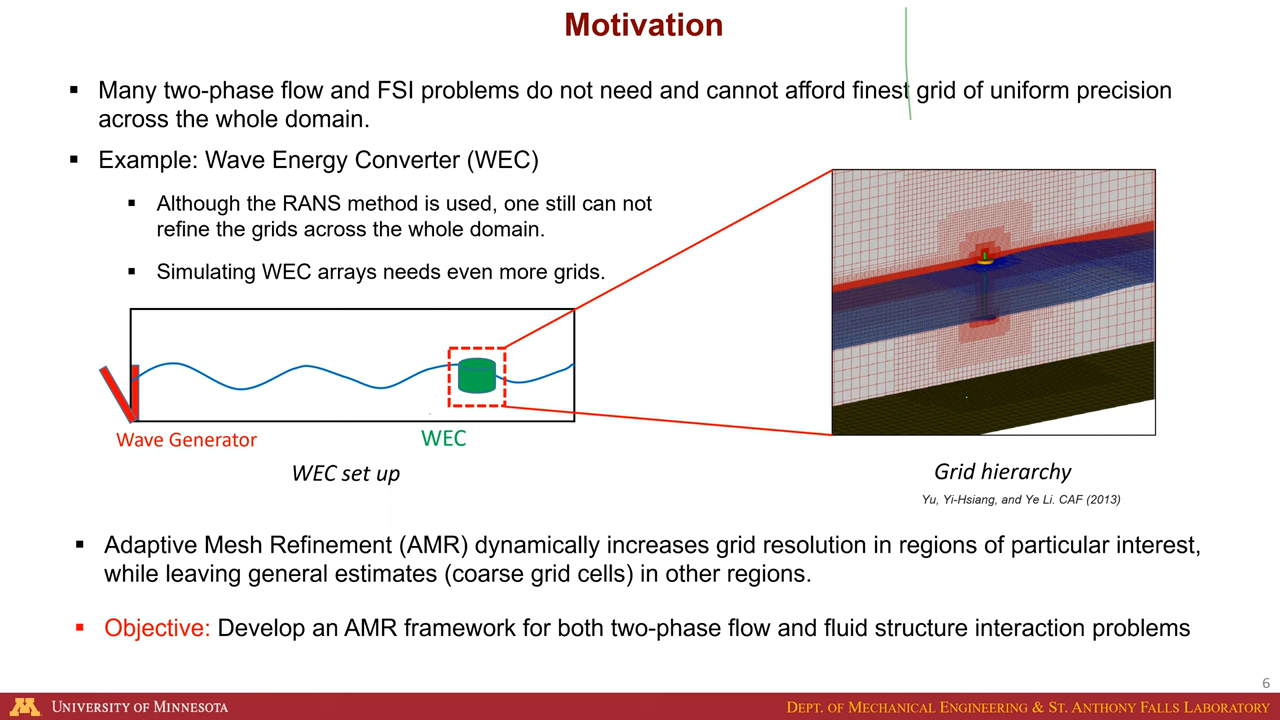 Motivation
▪ Many two-phase flow and FSI problems do not need and cannot afford finest grid of uniform precision
across the whole domain.
▪ Example: Wave Energy Converter (WEC)
▪ Although the RANS method is used, one still can not
refine the grids across the whole domain.
▪ Simulating WEC arrays needs even more grids.
Wave Generator
WEC
WEC set up
Grid hierarchy
Yu, Yi-Hsiang, and Ye Li. CAF (2013)
▪ Adaptive Mesh Refinement (AMR) dynamically increases grid resolution in regions of particular interest,
while leaving general estimates (coarse grid cells) in other regions.
▪ Objective: Develop an AMR framework for both two-phase flow and fluid structure interaction problems
6
M UNIVERSITY OF MINNESOTA
DEPT. OF MECHANICAL ENGINEERING & ST. ANTHONY FALLS LABORATORY